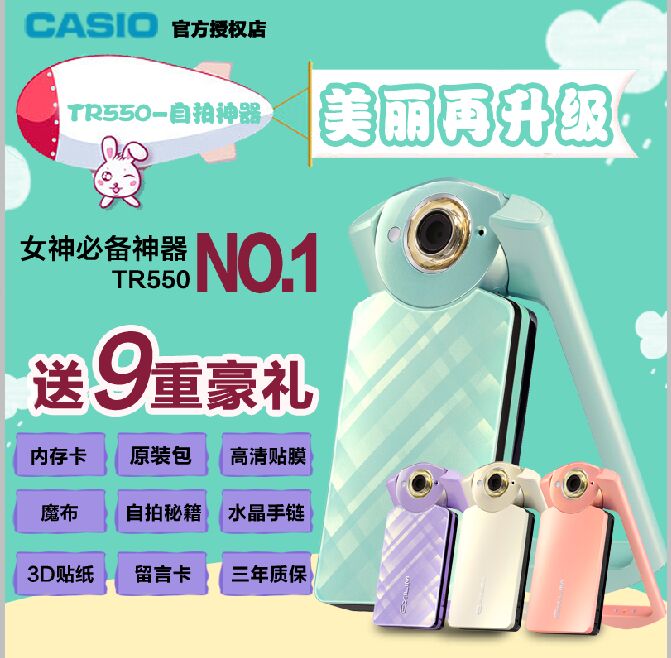 CASIO 官方授权店
TR550-自拍神器
美丽再升级
女神必备神器
TR550 NO.1
送9重豪礼
内存卡 原装包 高清贴膜
魔布 自拍秘籍 水晶手链
3D贴纸 留言卡 三年质保